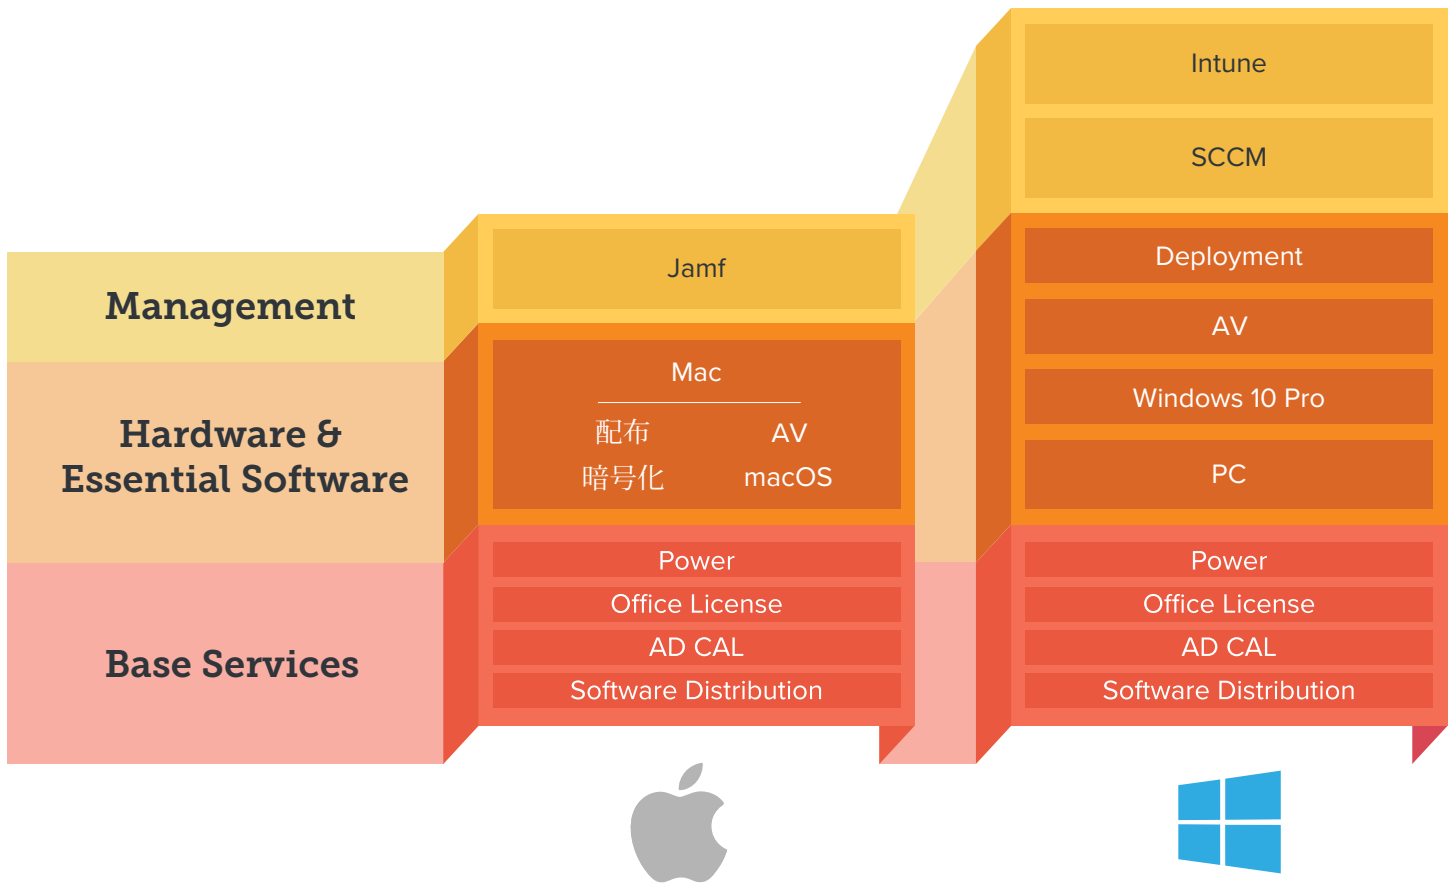 Management
Hardware &
Essential Software
Base Services
Jamf
Mac
配布 AV
暗号化 macOS
Power
Office License
AD CAL
Software Distribution
Intune
SCCM
Deployment
AV
Windows 10 Pro
PC
Power
Office License
AD CAL
Software Distribution